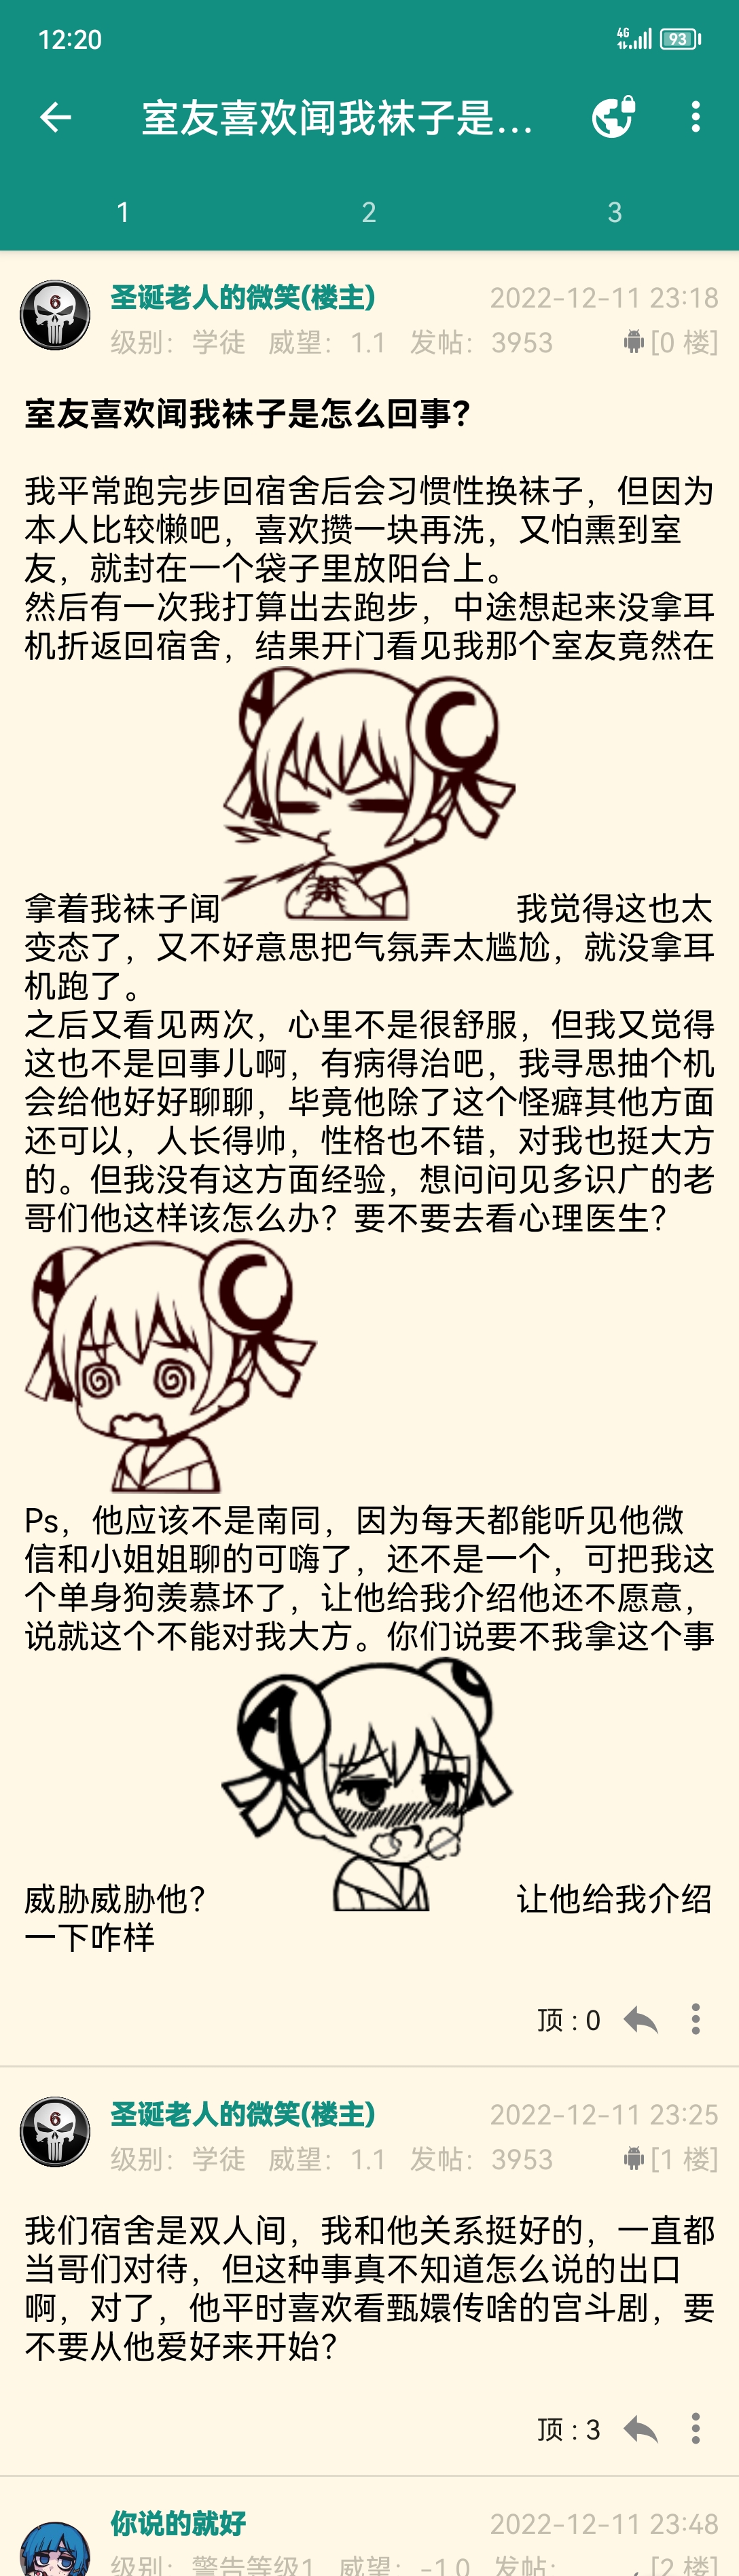 12:20
4G
93
室友喜欢闻我袜子是...
1
2
3
6
圣诞老人的微笑(楼主)
2022-12-11 23:18
级别：学徒 威望：1.1 发帖：3953
[0 楼]
室友喜欢闻我袜子是怎么回事？
我平常跑完步回宿舍后会习惯性换袜子，但因为
本人比较懒吧，喜欢攒一块再洗，又怕熏到室
友，就封在一个袋子里放阳台上。
然后有一次我打算出去跑步，中途想起来没拿耳
机折返回宿舍，结果开门看见我那个室友竟然在
拿着我袜子闻
我觉得这也太
变态了，又不好意思把气氛弄太尴尬，就没拿耳
机跑了。
之后又看见两次，心里不是很舒服，但我又觉得
这也不是回事儿啊，有病得治吧，我寻思抽个机
会给他好好聊聊，毕竟他除了这个怪癖其他方面
还可以，人长得帅，性格也不错，对我也挺大方
的。但我没有这方面经验，想问问见多识广的老
哥们他这样该怎么办？要不要去看心理医生？
Ps，他应该不是南同，因为每天都能听见他微
信和小姐姐聊的可嗨了，还不是一个，可把我这
个单身狗羡慕坏了，让他给我介绍他还不愿意，
说就这个不能对我大方。你们说要不我拿这个事
威胁威胁他？
让他给我介绍
一下咋样
顶 : 0
6
圣诞老人的微笑(楼主)
2022-12-11 23:25
级别：学徒 威望：1.1 发帖：3953
[1 楼]
我们宿舍是双人间，我和他关系挺好的，一直都
当哥们对待，但这种事真不知道怎么说的出口
啊，对了，他平时喜欢看甄嬛传啥的宫斗剧，要
不要从他爱好来开始？
顶 : 3
你说的就好
2022-12-11 23:48
级别：警告等级1 威望：-1.0 发帖：
[2 楼]